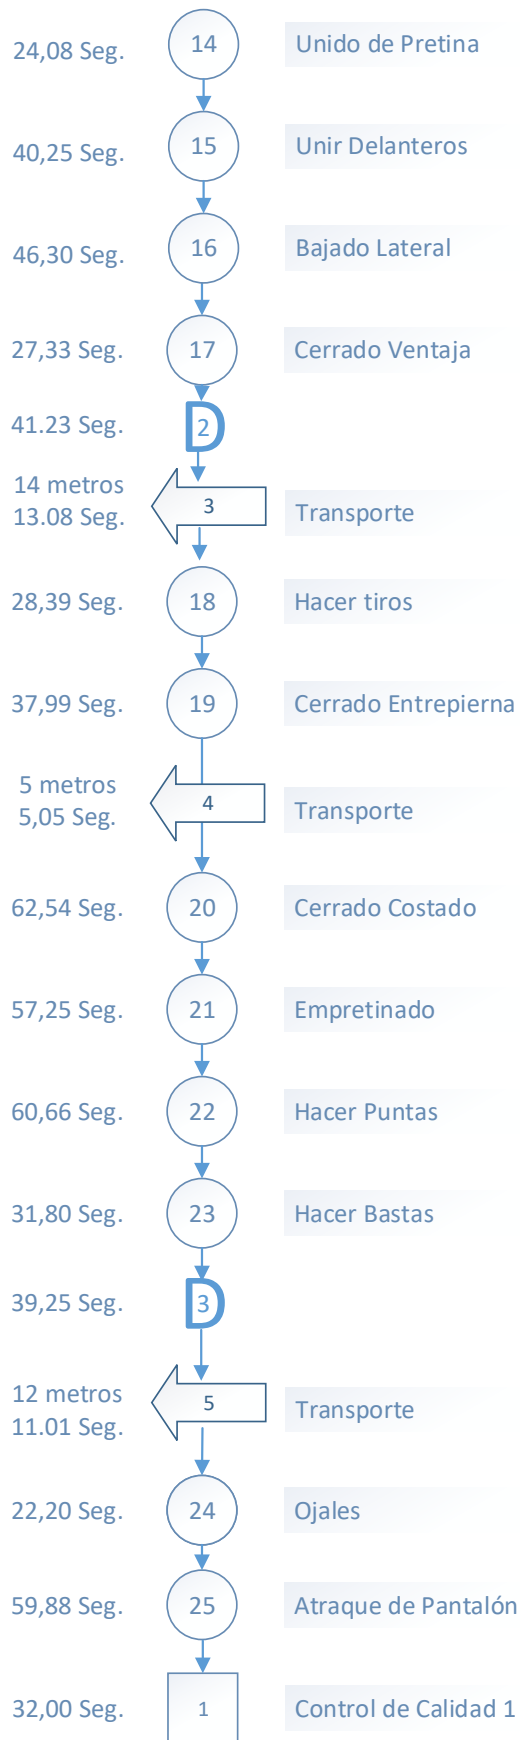 24,08 Seg. 14 Unido de Pretina
40,25 Seg. 15 Unir Delanteros
46,30 Seg. 16 Bajado Lateral
27,33 Seg. 17 Cerrado Ventaja
41.23 Seg. 2
14 metros
13.08 Seg. 3 Transporte
28,39 Seg. 18 Hacer tiros
37,99 Seg. 19 Cerrado Entrepierna
5 metros
5,05 Seg. 4 Transporte
62,54 Seg. 20 Cerrado Costado
57,25 Seg. 21 Empretinado
60,66 Seg. 22 Hacer Puntas
31,80 Seg. 23 Hacer Bastas
39,25 Seg. 3
12 metros
11.01 Seg. 5 Transporte
22,20 Seg. 24 Ojales
59,88 Seg. 25 Atraque de Pantalón
32,00 Seg. 1 Control de Calidad 1